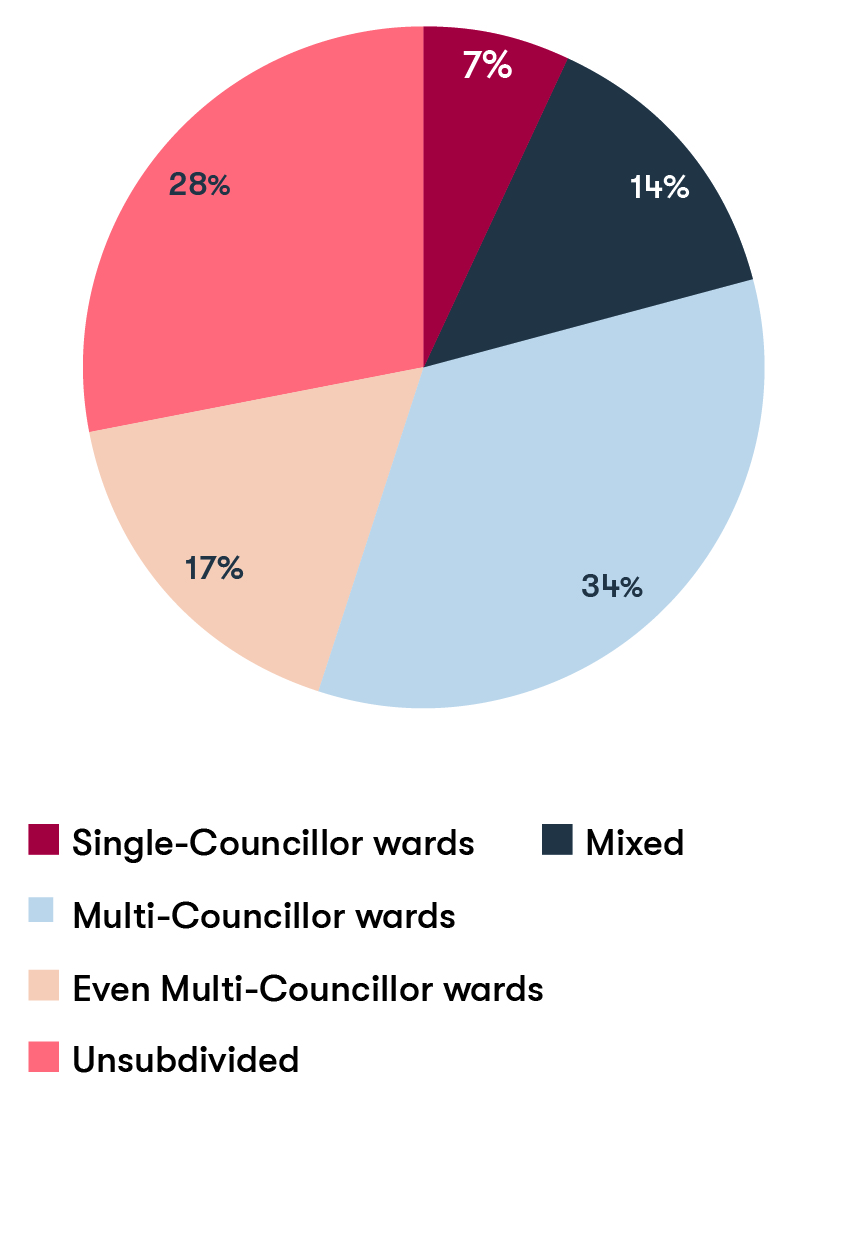 7%
14%
28%
17%
34%
Single-Councillor wards
Mixed
Multi-Councillor wards
Even Multi-Councillor wards
Unsubdivided